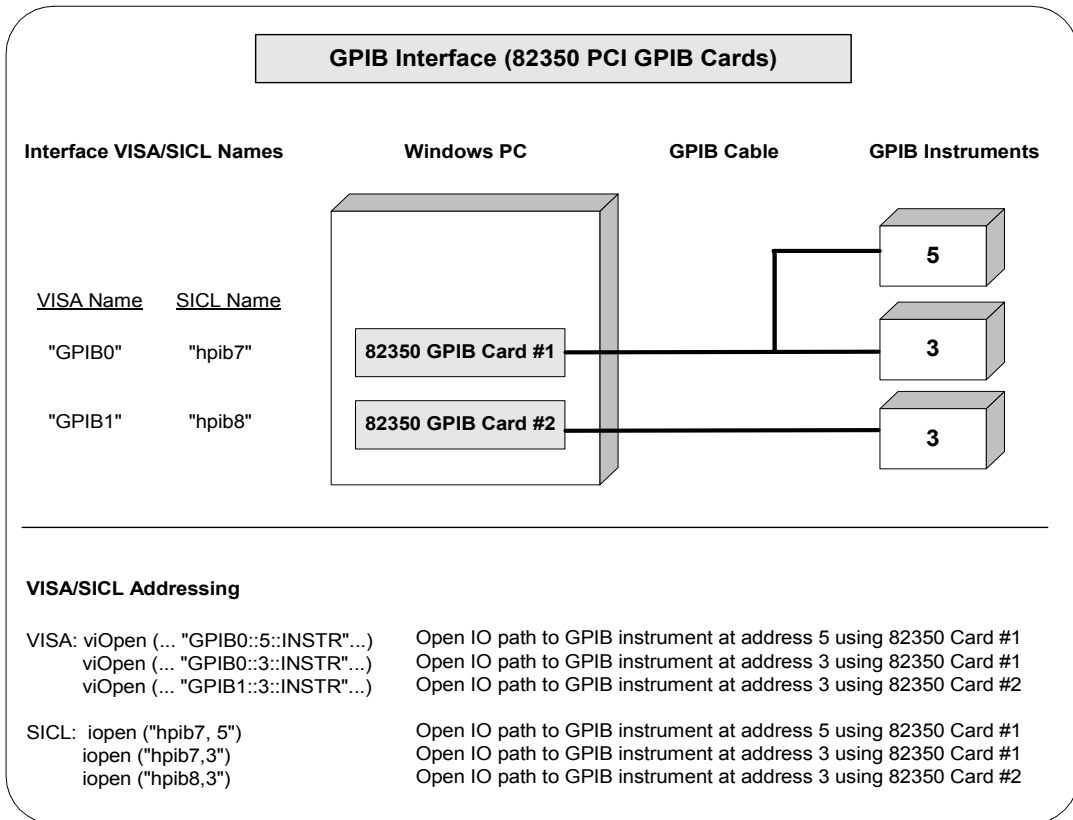 GPIB Interface (82350 PCI GPIB Cards)
Interface VISA/SICL Names
Windows PC
GPIB Cable
GPIB Instruments
5
VISA Name SICL Name
"GPIB0" "hpib7"
82350 GPIB Card #1
3
"GPIB1" "hpib8"
82350 GPIB Card #2
3
VISA/SICL Addressing
VISA: viOpen (... "GPIB0::5::INSTR"...) Open IO path to GPIB instrument at address 5 using 82350 Card #1
viOpen (... "GPIB0::3::INSTR"...) Open IO path to GPIB instrument at address 3 using 82350 Card #1
viOpen (... "GPIB1::3::INSTR"...) Open IO path to GPIB instrument at address 3 using 82350 Card #2
SICL: iopen ("hpib7, 5") Open IO path to GPIB instrument at address 5 using 82350 Card #1
iopen ("hpib7,3") Open IO path to GPIB instrument at address 3 using 82350 Card #1
iopen ("hpib8,3") Open IO path to GPIB instrument at address 3 using 82350 Card #2